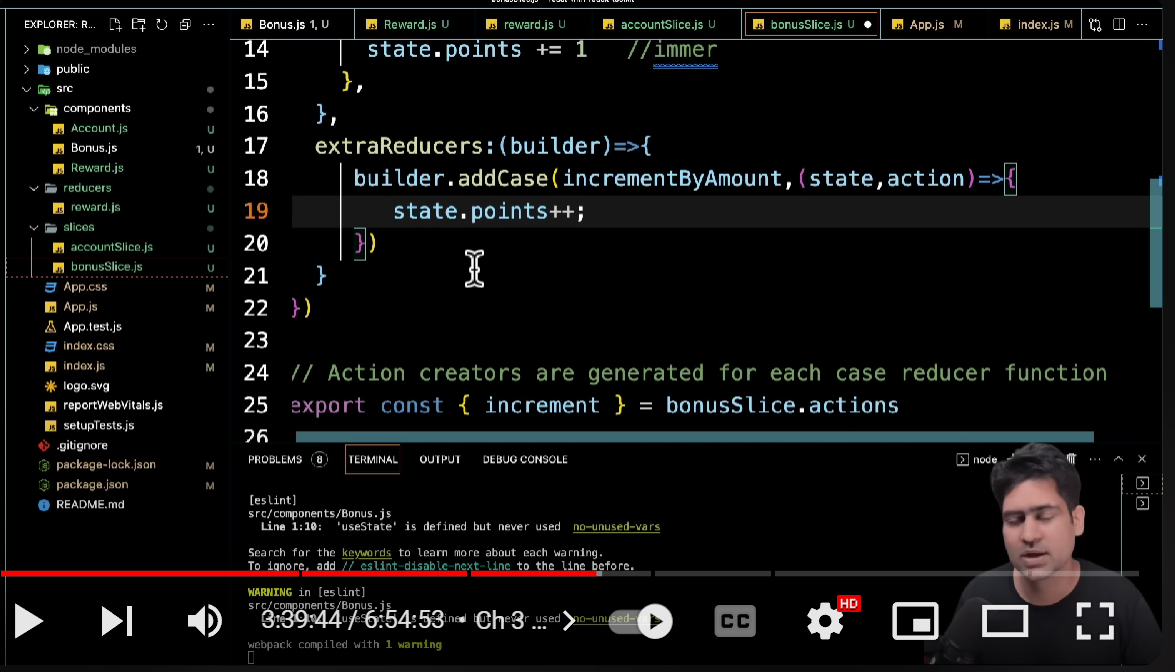 EXPLORER: R...
Bonus.js 1, U
Reward.js U
reward.js U
accountSlice.js U
bonusSlice.js U
App.js M
index.js M
node_modules
public
src
components
Account.js U
Bonus.js 1, U
Reward.js U
reducers
reward.js U
slices
accountSlice.js U
bonusSlice.js U
App.css M
App.js M
App.test.js
index.css M
index.js M
logo.svg
reportWebVitals.js
setupTests.js
.gitignore
package-lock.json M
package.json M
README.md
14 state.points += 1 //immer
15 },
16 },
17 extraReducers:(builder)=>{
18 builder.addCase(incrementByAmount,(state,action)=>{
19 state.points++;
20 })
21 }
22 })
23
24 // Action creators are generated for each case reducer function
25 export const { increment } = bonusSlice.actions
26
PROBLEMS 8 TERMINAL OUTPUT DEBUG CONSOLE
node
[eslint]
src/components/Bonus.js
Line 1:10: 'useState' is defined but never used no-unused-vars
Search for the keywords to learn more about each warning.
To ignore, add // eslint-disable-next-line to the line before.
WARNING in [eslint]
src/components/Bonus.js
3:39:44 / 6:54:53 • Ch 3 ...
no-unused-vars
webpack compiled with 1 warning
CC
HD